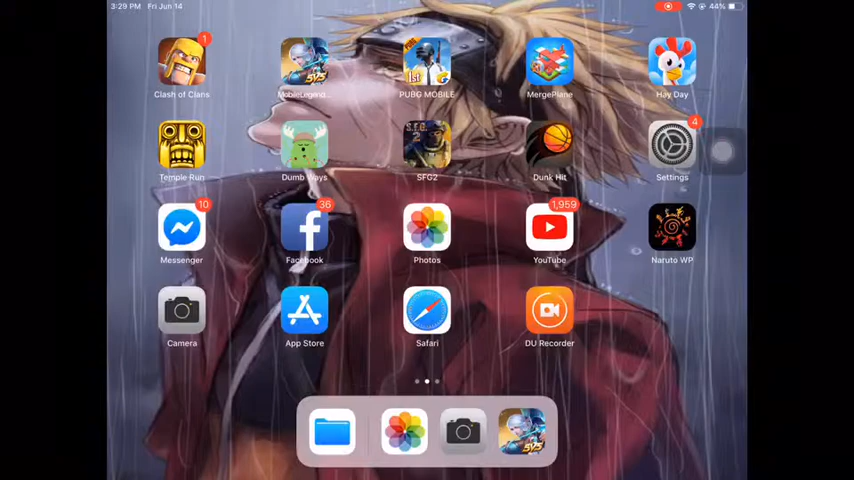 3:29 PM Fri Jun 14 44%
1
Clash of Clans MobileLegend... PUBG MOBILE MergePlane Hay Day
4
Temple Run Dumb Ways SFG2 Dunk Hit Settings
10 36 1,959
Messenger Facebook Photos YouTube Naruto WP
Camera App Store Safari DU Recorder